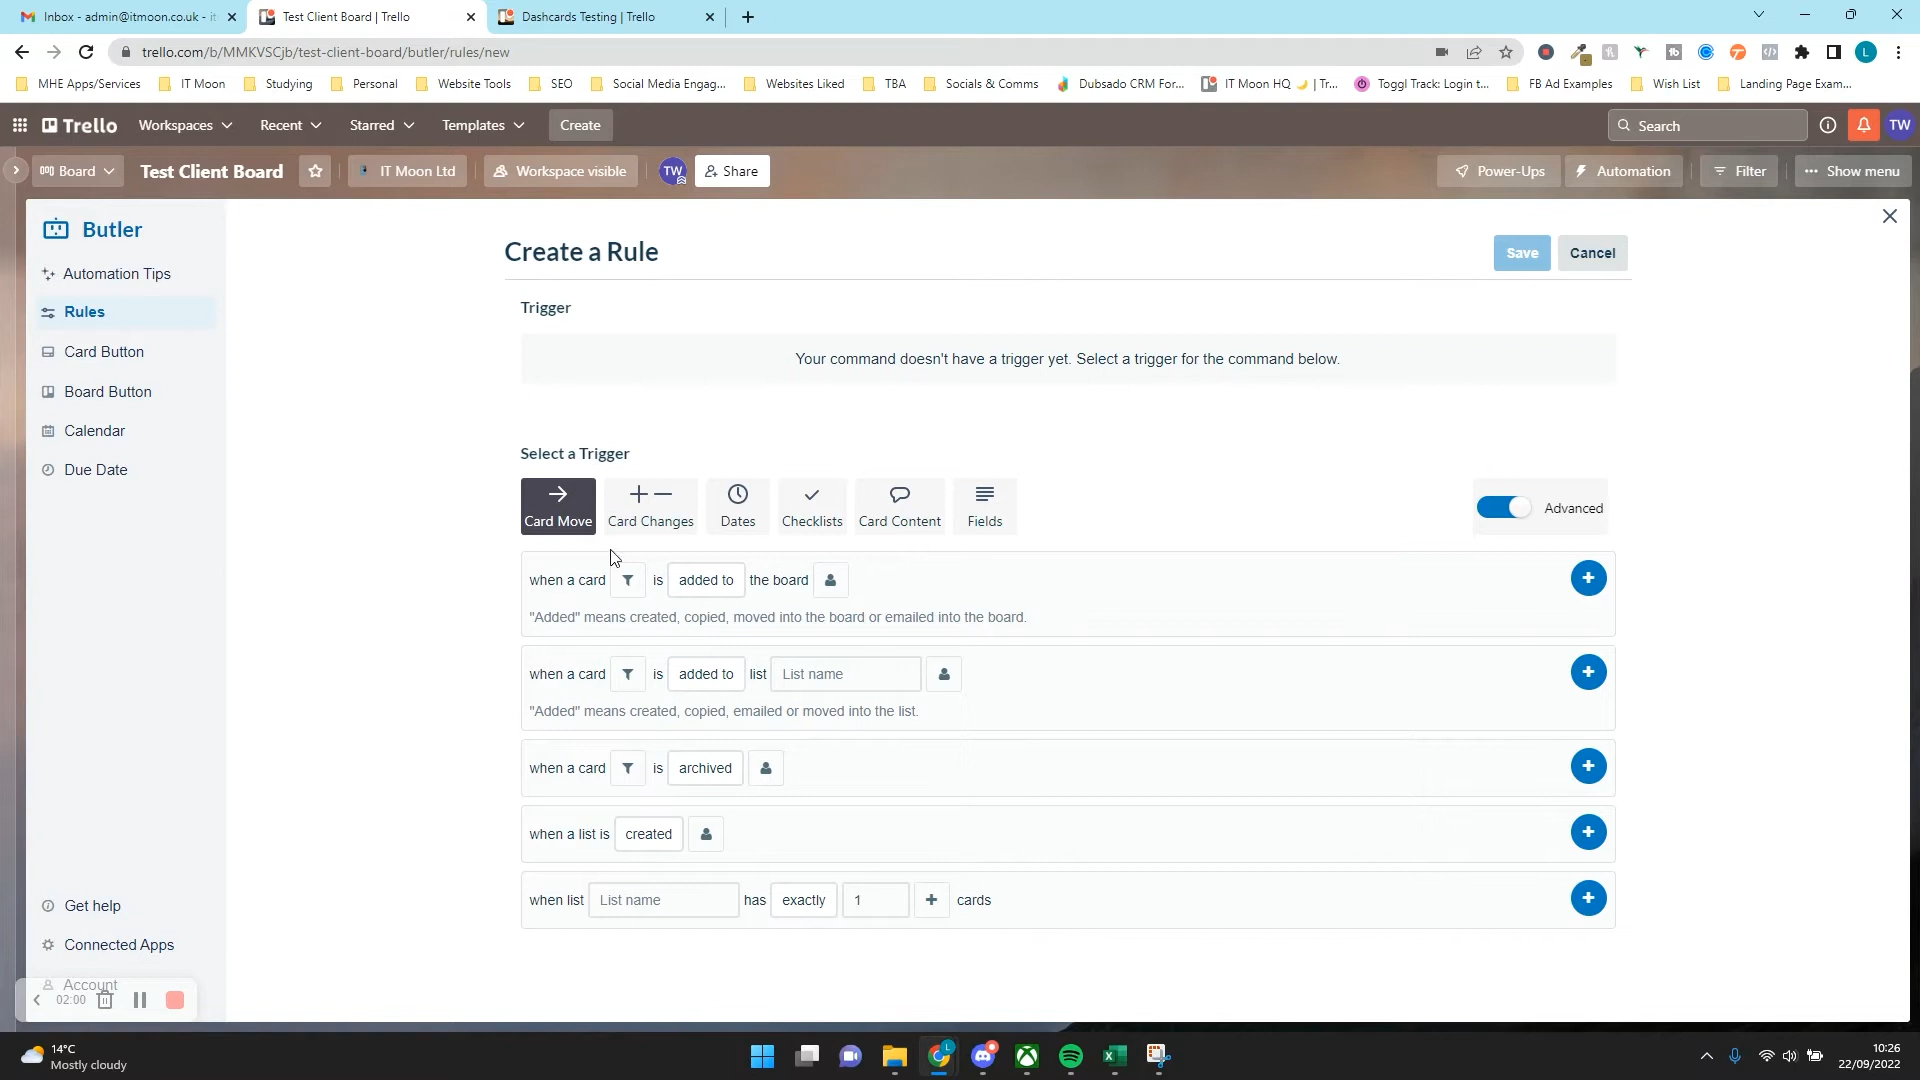 Inbox - admin@itmoon.co.uk - it
Test Client Board | Trello
Dashcards Testing | Trello
trello.com/b/MMKVSCjb/test-client-board/butler/rules/new
L
MHE Apps/Services
IT Moon
Studying
Personal
Website Tools
SEO
Social Media Engag...
Websites Liked
TBA
Socials & Comms
Dubsado CRM For...
IT Moon HQ 🌙 | Tr...
Toggl Track: Login t...
FB Ad Examples
Wish List
Landing Page Exam...
Trello
Workspaces
Recent
Starred
Templates
Create
Search
TW
Board
Test Client Board
IT Moon Ltd
Workspace visible
TW
Share
Power-Ups
Automation
Filter
Show menu
Butler
Automation Tips
Rules
Card Button
Board Button
Calendar
Due Date
Get help
Connected Apps
Account
02:00
Create a Rule
Save
Cancel
Trigger
Your command doesn't have a trigger yet. Select a trigger for the command below.
Select a Trigger
Card Move
Card Changes
Dates
Checklists
Card Content
Fields
Advanced
when a card is added to the board
"Added" means created, copied, moved into the board or emailed into the board.
when a card is added to list List name
"Added" means created, copied, emailed or moved into the list.
when a card is archived
when a list is created
when list List name has exactly 1 cards
14°C
Mostly cloudy
L
10:26
22/09/2022